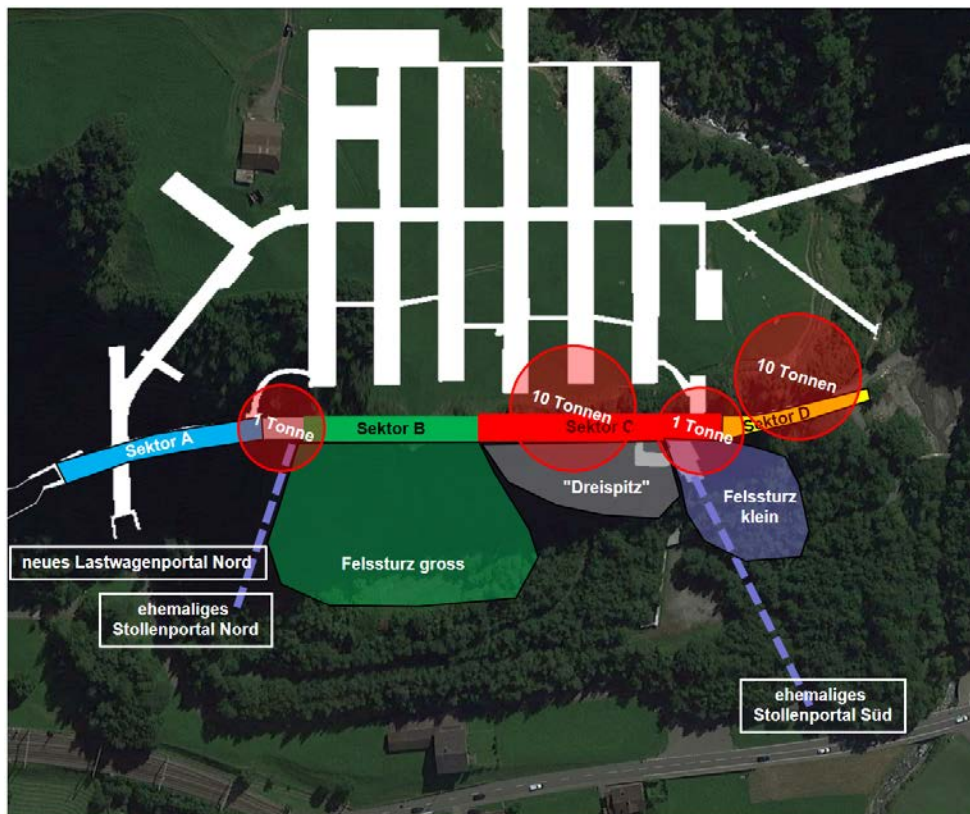 10 Tonnen
10 Tonnen
1 Tonne
1 Tonne
Sektor A
Sektor B
Sektor C
Sektor D
"Dreispitz"
Felssturz
klein
Felssturz gross
neues Lastwagenportal Nord
ehemaliges
Stollenportal Nord
ehemaliges
Stollenportal Süd